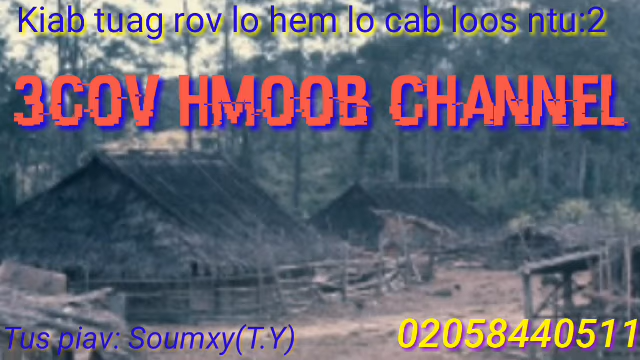 Kiab tuag rov lo hem lo cab loos ntu:2
3COV HMOOB CHANNEL
Tus piav: Soumxy(T.Y)
02058440511